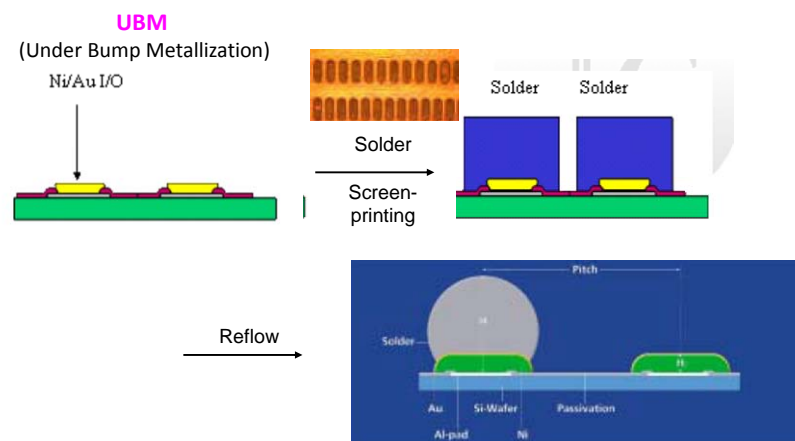 UBM
(Under Bump Metallization)
Ni/Au I/O
Solder
Screen-
printing
Solder Solder
Reflow
Pitch
Solder
Au
Si-Wafer
Passivation
Al-pad
Ni